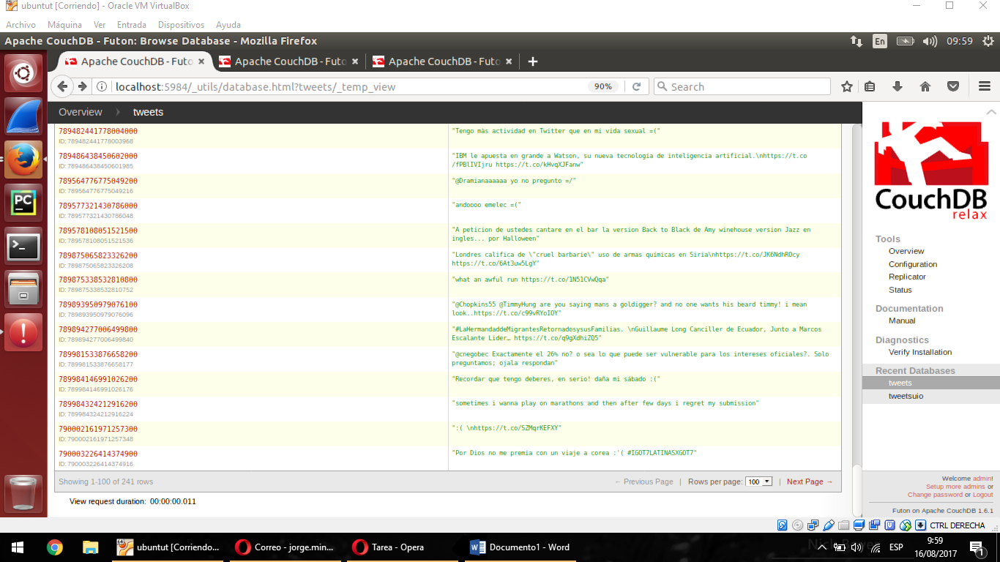 ubuntut [Corriendo] - Oracle VM VirtualBox
Archivo Máquina Ver Entrada Dispositivos Ayuda
Apache CouchDB - Futon: Browse Database - Mozilla Firefox
En 09:59
Apache CouchDB - Futo Apache CouchDB - Futo Apache CouchDB - Futo
localhost:5984/_utils/database.html?tweets/_temp_view 90% Search
Overview tweets
789482441778004000 "Tengo más actividad en Twitter que en mi vida sexual =("
ID: 789482441778003968
789486438450602000 "IBM le apuesta en grande a Watson, su nueva tecnología de inteligencia artificial.\nhttps://t.co
ID: 789486438450601985 /fPBlIVIjru https://t.co/kHvqXJFanw"
789564776775049200 "@Dramianaaaaaa yo no pregunto =/"
ID: 789564776775049216
789577321430786000 "andoooo emelec =("
ID: 789577321430786048
789578108051521500 "A peticion de ustedes cantare en el bar la version Back to Black de Amy winehouse version Jazz en
ID: 789578108051521536 ingles... por Halloween"
789875065823326200 "Londres califica de \"cruel barbarie\" uso de armas químicas en Siria\nhttps://t.co/JK6NdhROcy
ID: 789875065823326208 https://t.co/6At3uw5LgY"
789875338532810800 "what an awful run https://t.co/1N51CVwQqa"
ID: 789875338532810752
789893950979076100 "@Chopkins55 @TimmyHung are you saying mans a goldigger? and no one wants his beard timmy! i mean
ID: 789893950979076096 look..https://t.co/c99vRYoIOY"
789894277006499800 "#LaHermandaddeMigrantesRetornadosysusFamilias. \nGuillaume Long Canciller de Ecuador, Junto a Marcos
ID: 789894277006499840 Escalante Lider… https://t.co/q9gXdhiZQ5"
789981533876658200 "@cnegobec Exactamente el 26% no? o sea lo que puede ser vulnerable para los intereses oficiales?. Solo
ID: 789981533876658177 preguntamos; ojala respondan"
789984146991026200 "Recordar que tengo deberes, en serio! daña mi sábado :("
ID: 789984146991026176
789984324212916200 "sometimes i wanna play on marathons and then after few days i regret my submission"
ID: 789984324212916224
790002161971257300 ":( \nhttps://t.co/SZMqrKEFXY"
ID: 790002161971257348
790003226414374900 "Por Dios no me premia con un viaje a corea :'( #IGOT7LATINASXGOT7"
ID: 790003226414374916
Showing 1-100 of 241 rows ← Previous Page | Rows per page: 100 | Next Page →
View request duration: 00:00:00.011
CouchDB
relax
Tools
Overview
Configuration
Replicator
Status
Documentation
Manual
Diagnostics
Verify Installation
Recent Databases
tweets
tweetsuio
Welcome admin!
Setup more admins or
Change password or Logout
Futon on Apache CouchDB 1.6.1
PC
CTRL DERECHA
ubuntut [Corriendo... Correo - jorge.min... Tarea - Opera Documento1 - Word
ESP 9:59
16/08/2017
1